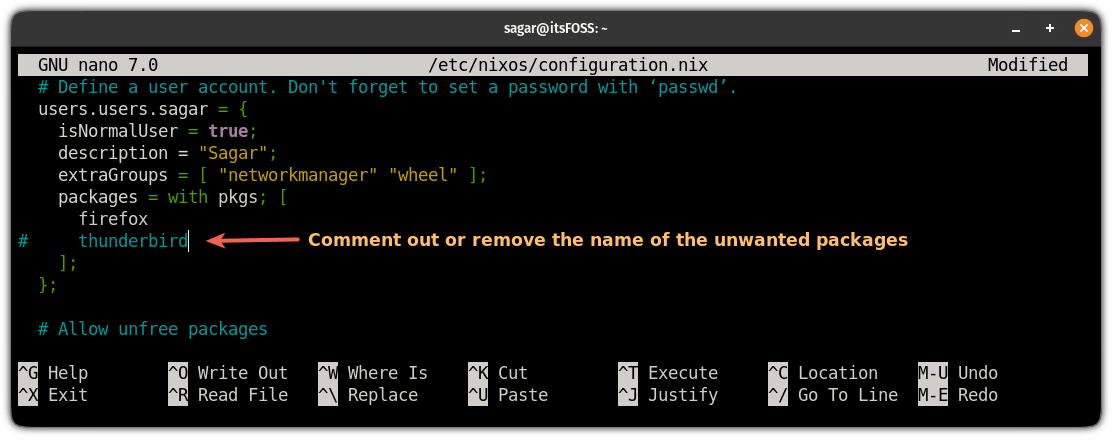 sagar@itsFOSS: ~
GNU nano 7.0 /etc/nixos/configuration.nix Modified
# Define a user account. Don't forget to set a password with ‘passwd’.
users.users.sagar = {
isNormalUser = true;
description = "Sagar";
extraGroups = [ "networkmanager" "wheel" ];
packages = with pkgs; [
firefox
# thunderbird Comment out or remove the name of the unwanted packages
];
};
# Allow unfree packages
^G Help ^O Write Out ^W Where Is ^K Cut ^T Execute ^C Location M-U Undo
^X Exit ^R Read File ^\ Replace ^U Paste ^J Justify ^/ Go To Line M-E Redo